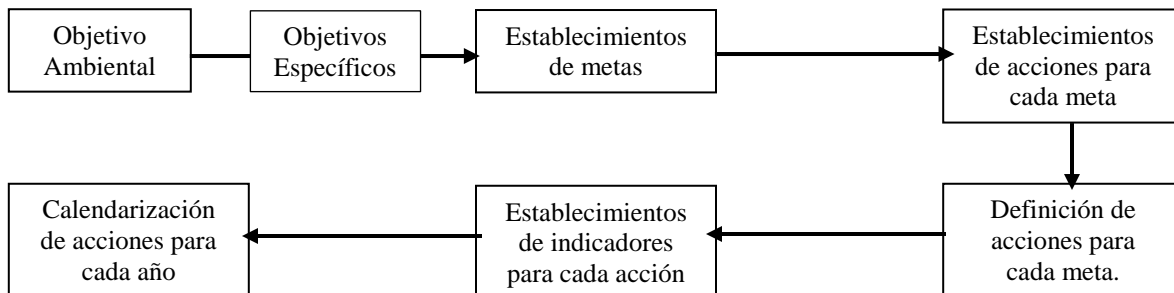 Objetivo
Ambiental
Objetivos
Específicos
Establecimientos
de metas
Establecimientos
de acciones para
cada meta
Definición de
acciones para
cada meta.
Establecimientos
de indicadores
para cada acción
Calendarización
de acciones para
cada año